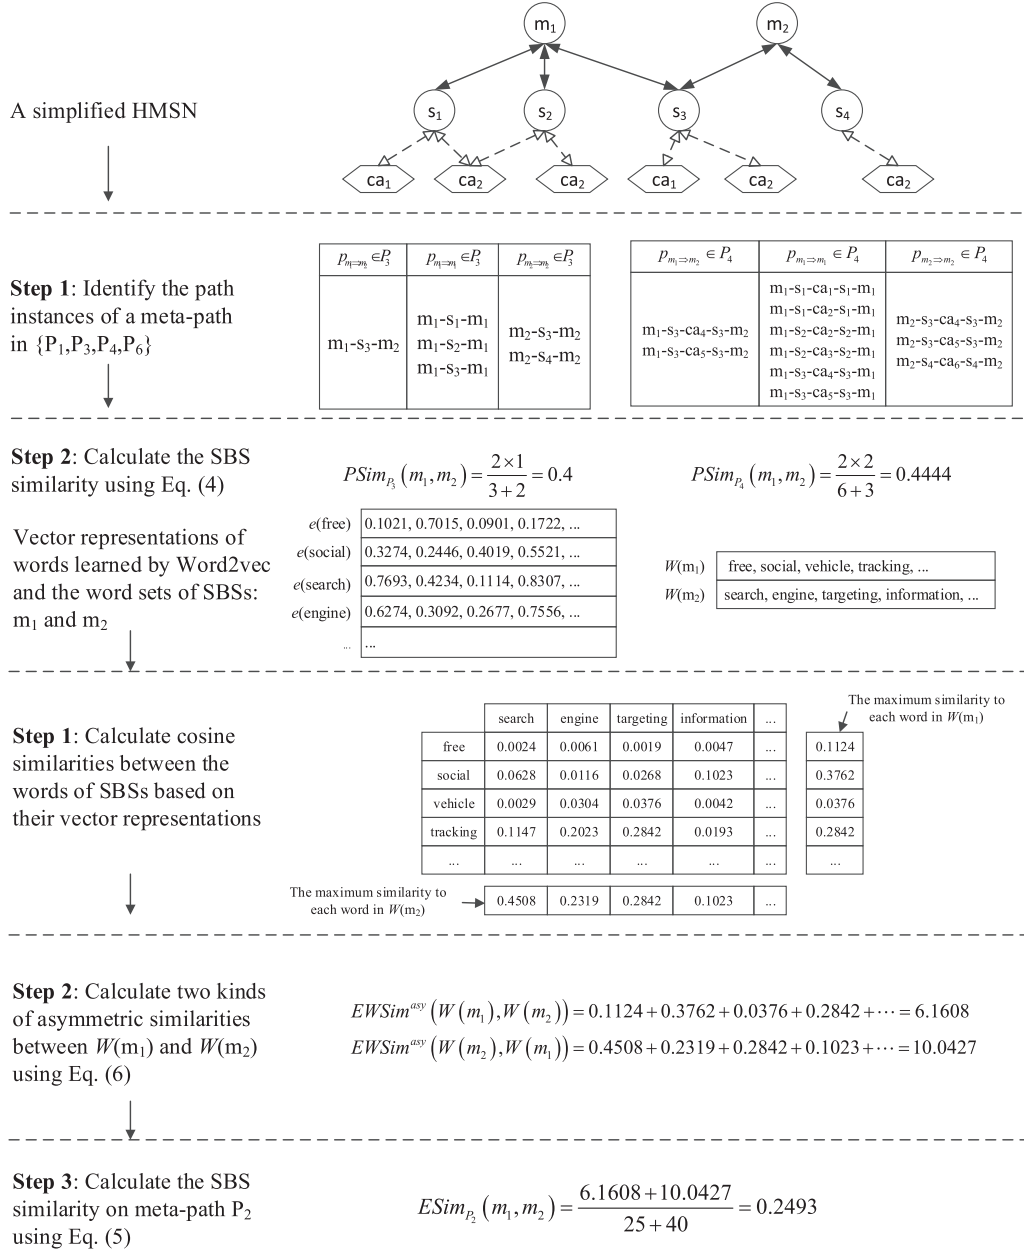 m1 m2
A simplified HMSN
s1 s2 s3 s4
ca1 ca2 ca2 ca1 ca2 ca2
Step 1: Identify the path
instances of a meta-path
in {P1,P3,P4,P6}
p m1⇒m2 ∈P3 p m1⇒m1 ∈P3 p m2⇒m2 ∈P3
m1-s3-m2
m1-s1-m1
m1-s2-m1
m1-s3-m1
m2-s3-m2
m2-s4-m2
p m1⇒m2 ∈ P4 p m1⇒m1 ∈ P4 p m2⇒m2 ∈ P4
m1-s3-ca4-s3-m2
m1-s3-ca5-s3-m2
m1-s1-ca1-s1-m1
m1-s1-ca2-s1-m1
m1-s2-ca2-s2-m1
m1-s2-ca3-s2-m1
m1-s3-ca4-s3-m1
m1-s3-ca5-s3-m1
m2-s3-ca4-s3-m2
m2-s3-ca5-s3-m2
m2-s4-ca6-s4-m2
Step 2: Calculate the SBS
similarity using Eq. (4)
PSimP3(m1,m2) = (2×1)/(3+2) = 0.4
PSimP4(m1,m2) = (2×2)/(6+3) = 0.4444
Vector representations of
words learned by Word2vec
and the word sets of SBSs:
m1 and m2
e(free) 0.1021, 0.7015, 0.0901, 0.1722, ...
e(social) 0.3274, 0.2446, 0.4019, 0.5521, ...
e(search) 0.7693, 0.4234, 0.1114, 0.8307, ...
e(engine) 0.6274, 0.3092, 0.2677, 0.7556, ...
... ...
W(m1) free, social, vehicle, tracking, ...
W(m2) search, engine, targeting, information, ...
Step 1: Calculate cosine
similarities between the
words of SBSs based on
their vector representations
The maximum similarity to
each word in W(m1)
search engine targeting information ...
free 0.0024 0.0061 0.0019 0.0047 ... 0.1124
social 0.0628 0.0116 0.0268 0.1023 ... 0.3762
vehicle 0.0029 0.0304 0.0376 0.0042 ... 0.0376
tracking 0.1147 0.2023 0.2842 0.0193 ... 0.2842
... ... ... ... ... ... ...
The maximum similarity to
each word in W(m2)
0.4508 0.2319 0.2842 0.1023 ...
Step 2: Calculate two kinds
of asymmetric similarities
between W(m1) and W(m2)
using Eq. (6)
EWSim^asy(W(m1),W(m2)) = 0.1124+0.3762+0.0376+0.2842+⋯=6.1608
EWSim^asy(W(m2),W(m1)) = 0.4508+0.2319+0.2842+0.1023+⋯=10.0427
Step 3: Calculate the SBS
similarity on meta-path P2
using Eq. (5)
ESimP2(m1,m2) = (6.1608+10.0427)/(25+40) = 0.2493